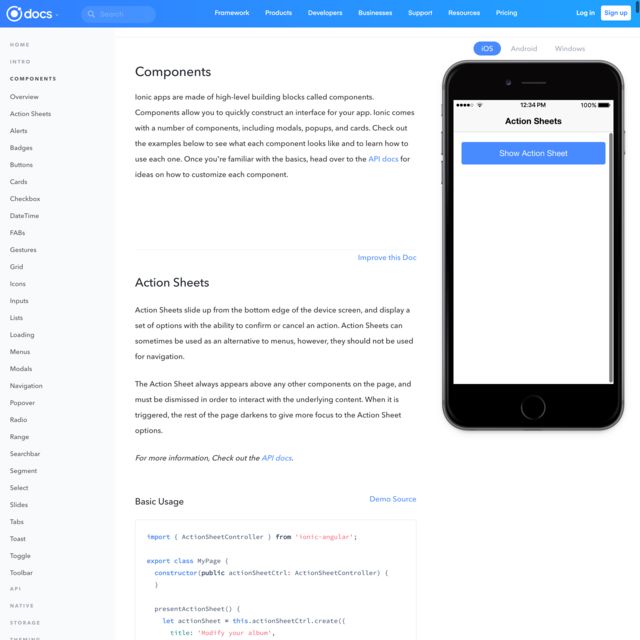 docs
Search
Framework
Products
Developers
Businesses
Support
Resources
Pricing
Log in
Sign up
HOME
INTRO
COMPONENTS
Overview
Action Sheets
Alerts
Badges
Buttons
Cards
Checkbox
DateTime
FABs
Gestures
Grid
Icons
Inputs
Lists
Loading
Menus
Modals
Navigation
Popover
Radio
Range
Searchbar
Segment
Select
Slides
Tabs
Toast
Toggle
Toolbar
API
NATIVE
STORAGE
THEMING
Components
Ionic apps are made of high-level building blocks called components.
Components allow you to quickly construct an interface for your app. Ionic comes
with a number of components, including modals, popups, and cards. Check out
the examples below to see what each component looks like and to learn how to
use each one. Once you're familiar with the basics, head over to the API docs for
ideas on how to customize each component.
Improve this Doc
Action Sheets
Action Sheets slide up from the bottom edge of the device screen, and display a
set of options with the ability to confirm or cancel an action. Action Sheets can
sometimes be used as an alternative to menus, however, they should not be used
for navigation.
The Action Sheet always appears above any other components on the page, and
must be dismissed in order to interact with the underlying content. When it is
triggered, the rest of the page darkens to give more focus to the Action Sheet
options.
For more information, Check out the API docs.
Basic Usage
Demo Source
import { ActionSheetController } from 'ionic-angular';
export class MyPage {
constructor(public actionSheetCtrl: ActionSheetController) {
}
presentActionSheet() {
let actionSheet = this.actionSheetCtrl.create({
title: 'Modify your album',
iOS
Android
Windows
12:34 PM
100%
Action Sheets
Show Action Sheet